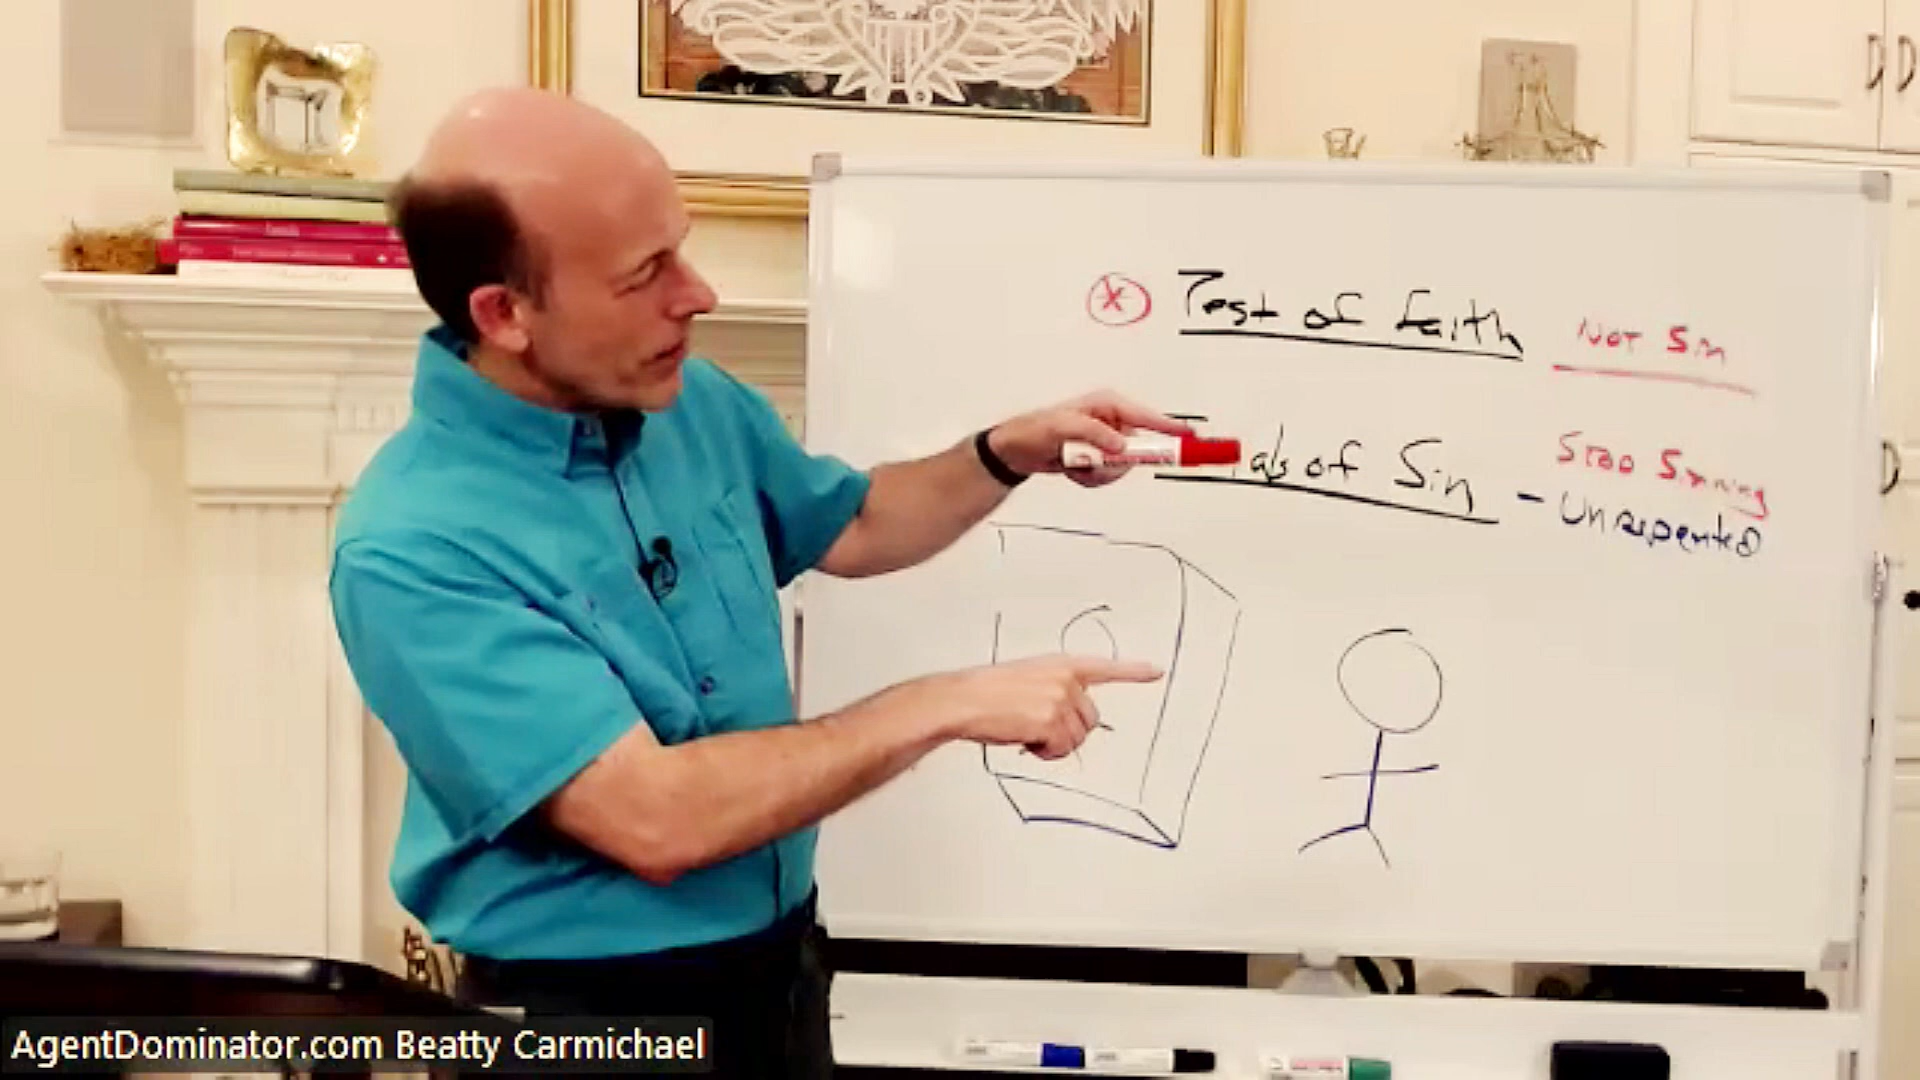 Test of faith
Not Sin
of Sin
Stop Sinning
- Unrepented
AgentDominator.com Beatty Carmichael